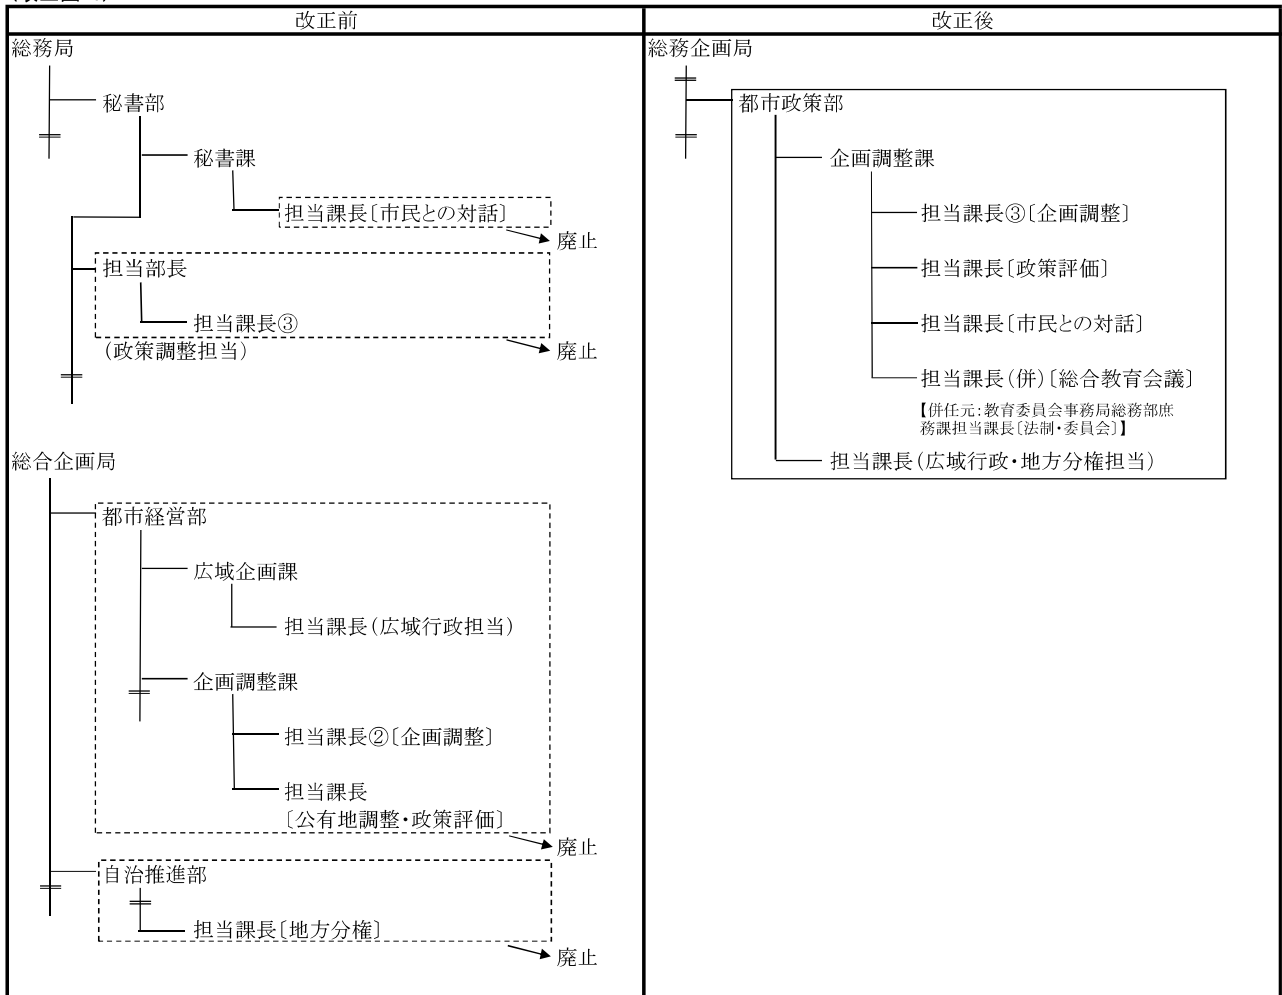 改正前
改正後
総務局
秘書部
秘書課
担当課長〔市民との対話〕
廃止
担当部長
担当課長③
(政策調整担当)
廃止
総合企画局
都市経営部
広域企画課
担当課長(広域行政担当)
企画調整課
担当課長②〔企画調整〕
担当課長
〔公有地調整・政策評価〕
廃止
自治推進部
担当課長〔地方分権〕
廃止
総務企画局
都市政策部
企画調整課
担当課長③〔企画調整〕
担当課長〔政策評価〕
担当課長〔市民との対話〕
担当課長(併)〔総合教育会議〕
【併任元:教育委員会事務局総務部庶
務課担当課長〔法制・委員会〕】
担当課長(広域行政・地方分権担当)